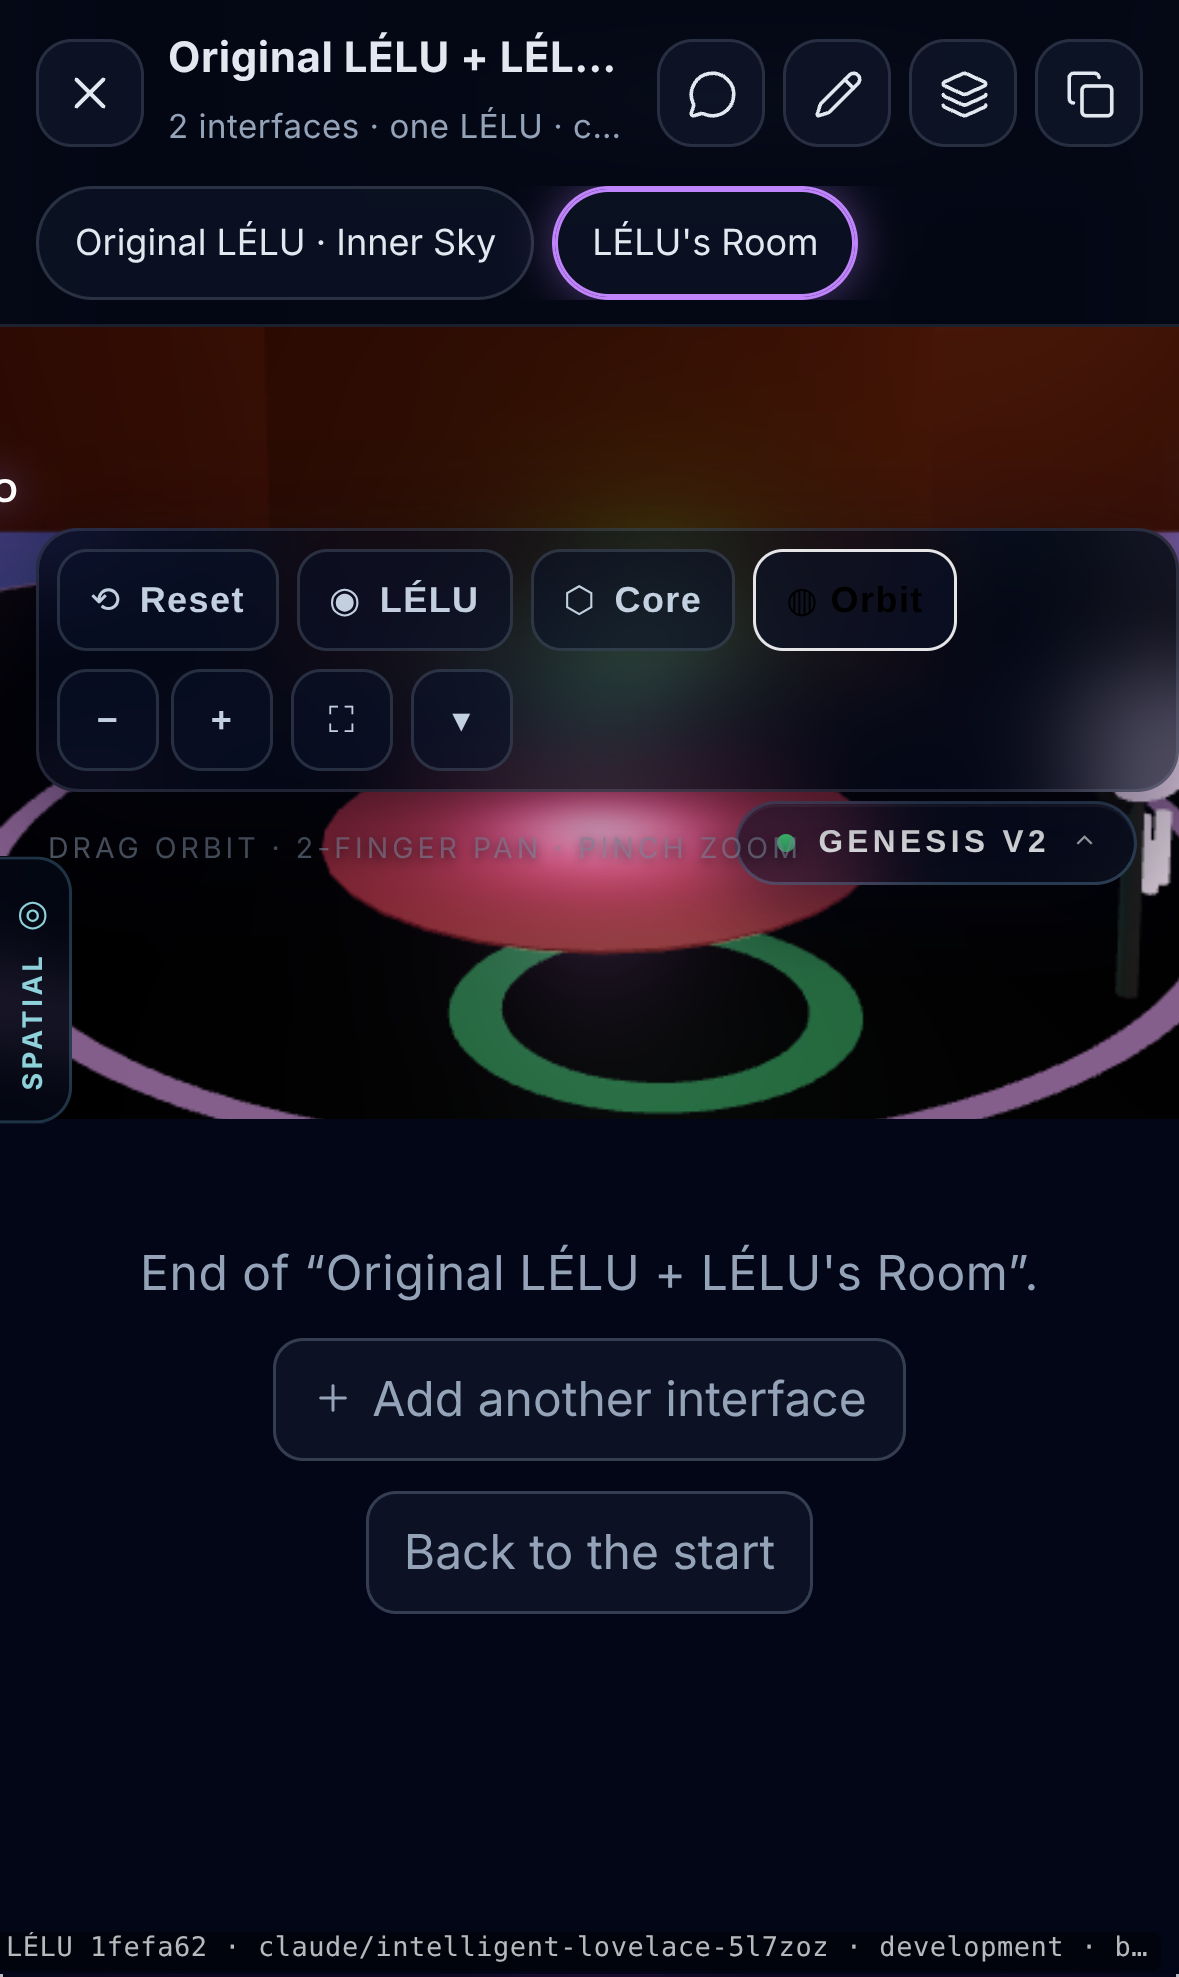 Original LÉLU + LÉL...
2 interfaces · one LÉLU · c...
Original LÉLU · Inner Sky
LÉLU's Room
o
⟲ Reset
◉ LÉLU
⬡ Core
◍ Orbit
−
+
⛶
▾
DRAG ORBIT · 2-FINGER PAN · PINCH ZOOM
GENESIS V2
SPATIAL ◎
End of “Original LÉLU + LÉLU's Room”.
+ Add another interface
Back to the start
LÉLU 1fefa62 · claude/intelligent-lovelace-5l7zoz · development · b…